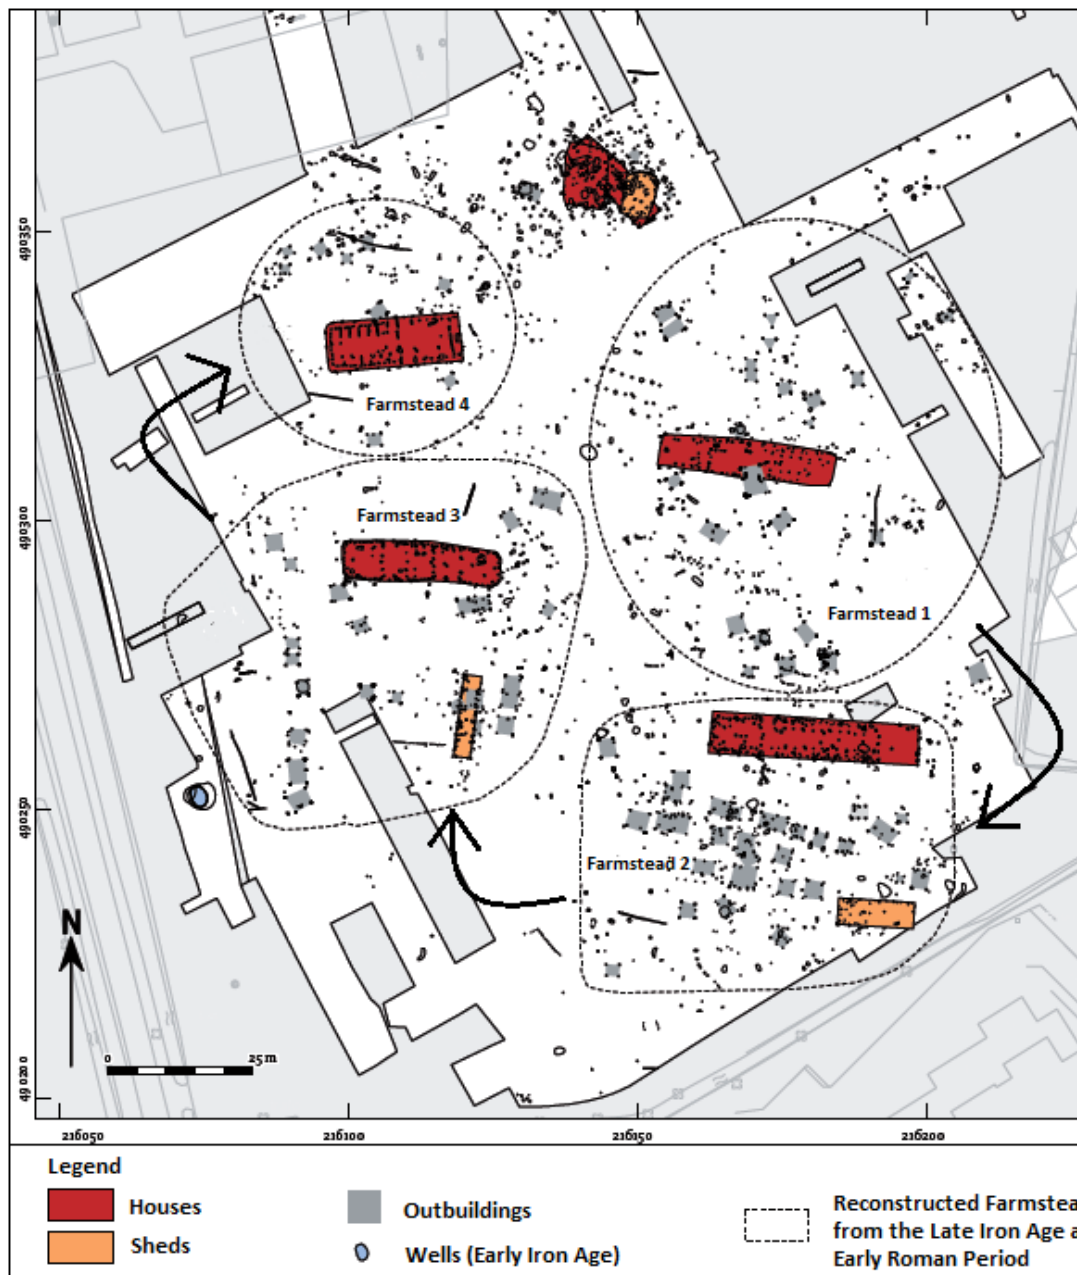 490350
490300
490250
490200
Farmstead 4
Farmstead 3
Farmstead 1
Farmstead 2
N
0
25m
216050
216100
216150
216200
Legend
Houses
Sheds
Outbuildings
Wells (Early Iron Age)
Reconstructed Farmstea
from the Late Iron Age a
Early Roman Period